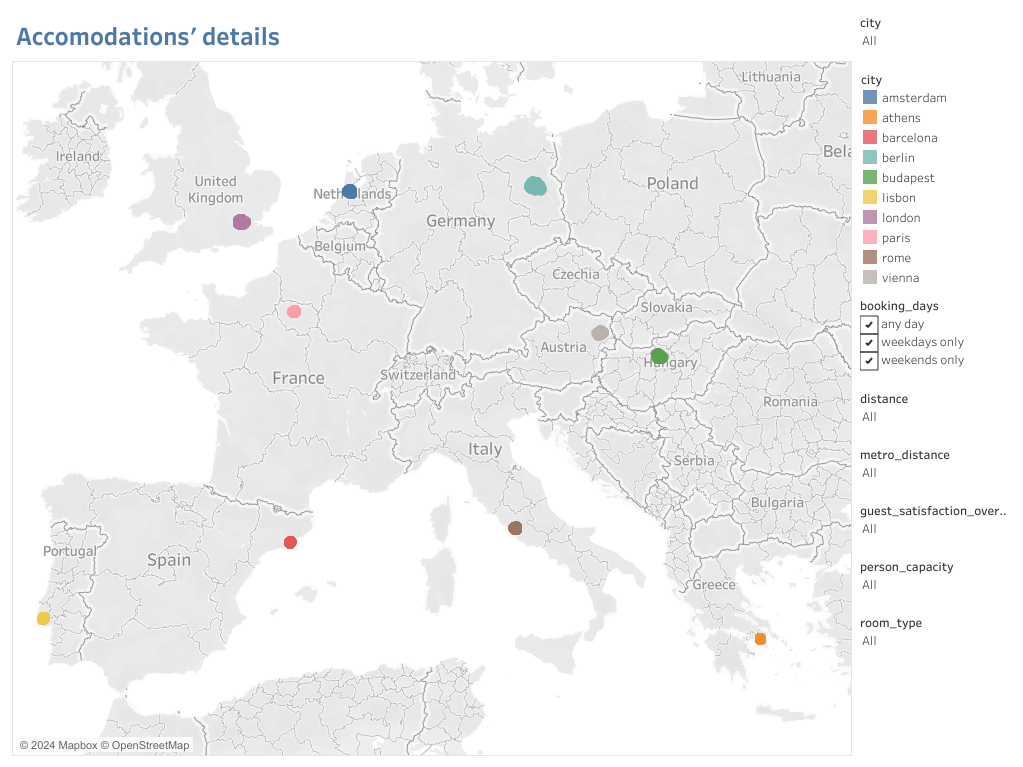 Accomodations’ details
Lithuania
Bela
Ireland
United
Kingdom
Netherlands
Poland
Germany
Belgium
Czechia
Slovakia
Austria
Hungary
Switzerland
France
Romania
Italy
Serbia
Bulgaria
Portugal
Spain
Greece
© 2024 Mapbox © OpenStreetMap
city
All
city
amsterdam
athens
barcelona
berlin
budapest
lisbon
london
paris
rome
vienna
booking_days
any day
weekdays only
weekends only
distance
All
metro_distance
All
guest_satisfaction_over..
All
person_capacity
All
room_type
All